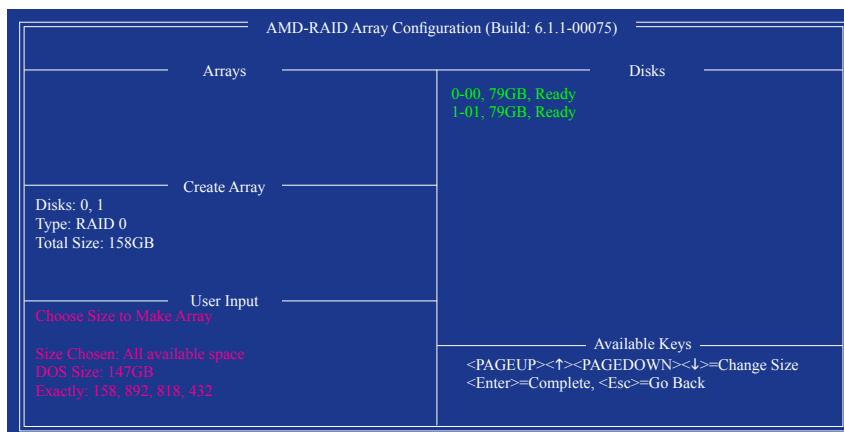 AMD-RAID Array Configuration (Build: 6.1.1-00075)
Arrays
Disks
0-00, 79GB, Ready
1-01, 79GB, Ready
Create Array
Disks: 0, 1
Type: RAID 0
Total Size: 158GB
User Input
Choose Size to Make Array
Size Chosen: All available space
DOS Size: 147GB
Exactly: 158, 892, 818, 432
Available Keys
<PAGEUP><↑><PAGEDOWN><↓>=Change Size
<Enter>=Complete, <Esc>=Go Back